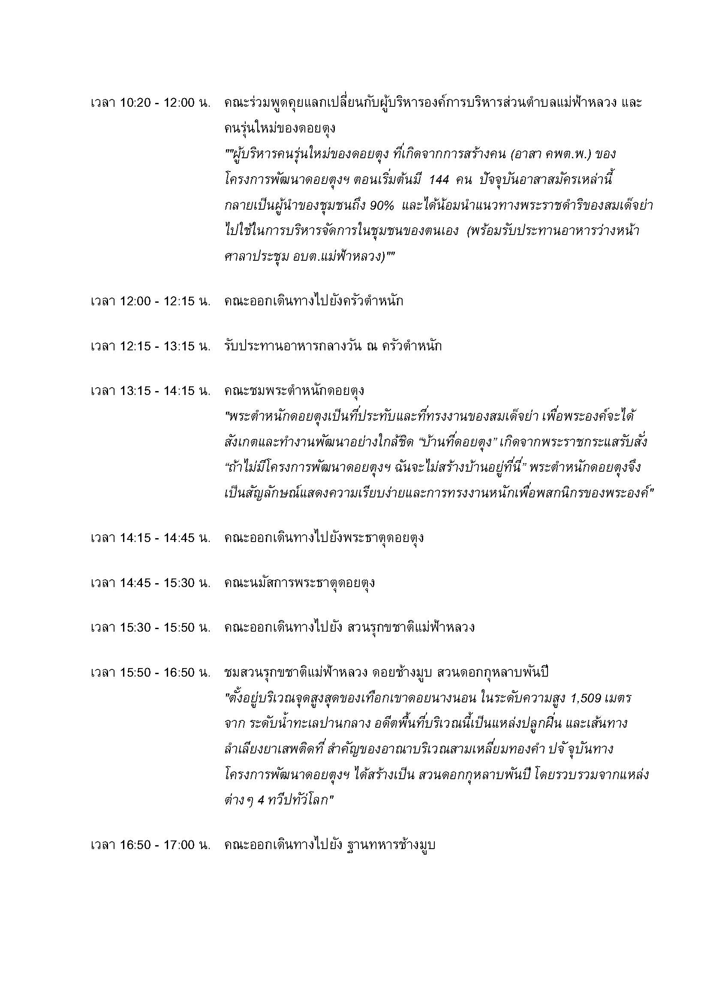 เวลา 10:20 - 12:00 น. คณะร่วมพูดคุยแลกเปลี่ยนกับผู้บริหารองค์การบริหารส่วนตำบลแม่ฟ้าหลวง และ
คนรุ่นใหม่ของดอยตุง
""ผู้บริหารคนรุ่นใหม่ของดอยตุง ที่เกิดจากการสร้างคน (อาสา คพต.พ.) ของ
โครงการพัฒนาดอยตุงฯ ตอนเริ่มต้นมี 144 คน ปัจจุบันอาสาสมัครเหล่านี้
กลายเป็นผู้นำของชุมชนถึง 90% และได้น้อมนำแนวทางพระราชดำริของสมเด็จย่า
ไปใช้ในการบริหารจัดการในชุมชนของตนเอง (พร้อมรับประทานอาหารว่างหน้า
ศาลาประชุม อบต.แม่ฟ้าหลวง)""
เวลา 12:00 - 12:15 น. คณะออกเดินทางไปยังครัวตำหนัก
เวลา 12:15 - 13:15 น. รับประทานอาหารกลางวัน ณ ครัวตำหนัก
เวลา 13:15 - 14:15 น. คณะชมพระตำหนักดอยตุง
"พระตำหนักดอยตุงเป็นที่ประทับและที่ทรงงานของสมเด็จย่า เพื่อพระองค์จะได้
สังเกตและทำงานพัฒนาอย่างใกล้ชิด “บ้านที่ดอยตุง” เกิดจากพระราชกระแสรับสั่ง
“ถ้าไม่มีโครงการพัฒนาดอยตุงฯ ฉันจะไม่สร้างบ้านอยู่ที่นี่” พระตำหนักดอยตุงจึง
เป็นสัญลักษณ์แสดงความเรียบง่ายและการทรงงานหนักเพื่อพสกนิกรของพระองค์"
เวลา 14:15 - 14:45 น. คณะออกเดินทางไปยังพระธาตุดอยตุง
เวลา 14:45 - 15:30 น. คณะนมัสการพระธาตุดอยตุง
เวลา 15:30 - 15:50 น. คณะออกเดินทางไปยัง สวนรุกขชาติแม่ฟ้าหลวง
เวลา 15:50 - 16:50 น. ชมสวนรุกขชาติแม่ฟ้าหลวง ดอยช้างมูบ สวนดอกกุหลาบพันปี
"ตั้งอยู่บริเวณจุดสูงสุดของเทือกเขาดอยนางนอน ในระดับความสูง 1,509 เมตร
จาก ระดับน้ำทะเลปานกลาง อดีตพื้นที่บริเวณนี้เป็นแหล่งปลูกฝิ่น และเส้นทาง
ลำเลียงยาเสพติดที่ สำคัญของอาณาบริเวณสามเหลี่ยมทองคำ ปจั จุบันทาง
โครงการพัฒนาดอยตุงฯ ได้สร้างเป็น สวนดอกกุหลาบพันปี โดยรวบรวมจากแหล่ง
ต่างๆ 4 ทวีปทัว่โลก"
เวลา 16:50 - 17:00 น. คณะออกเดินทางไปยัง ฐานทหารช้างมูบ